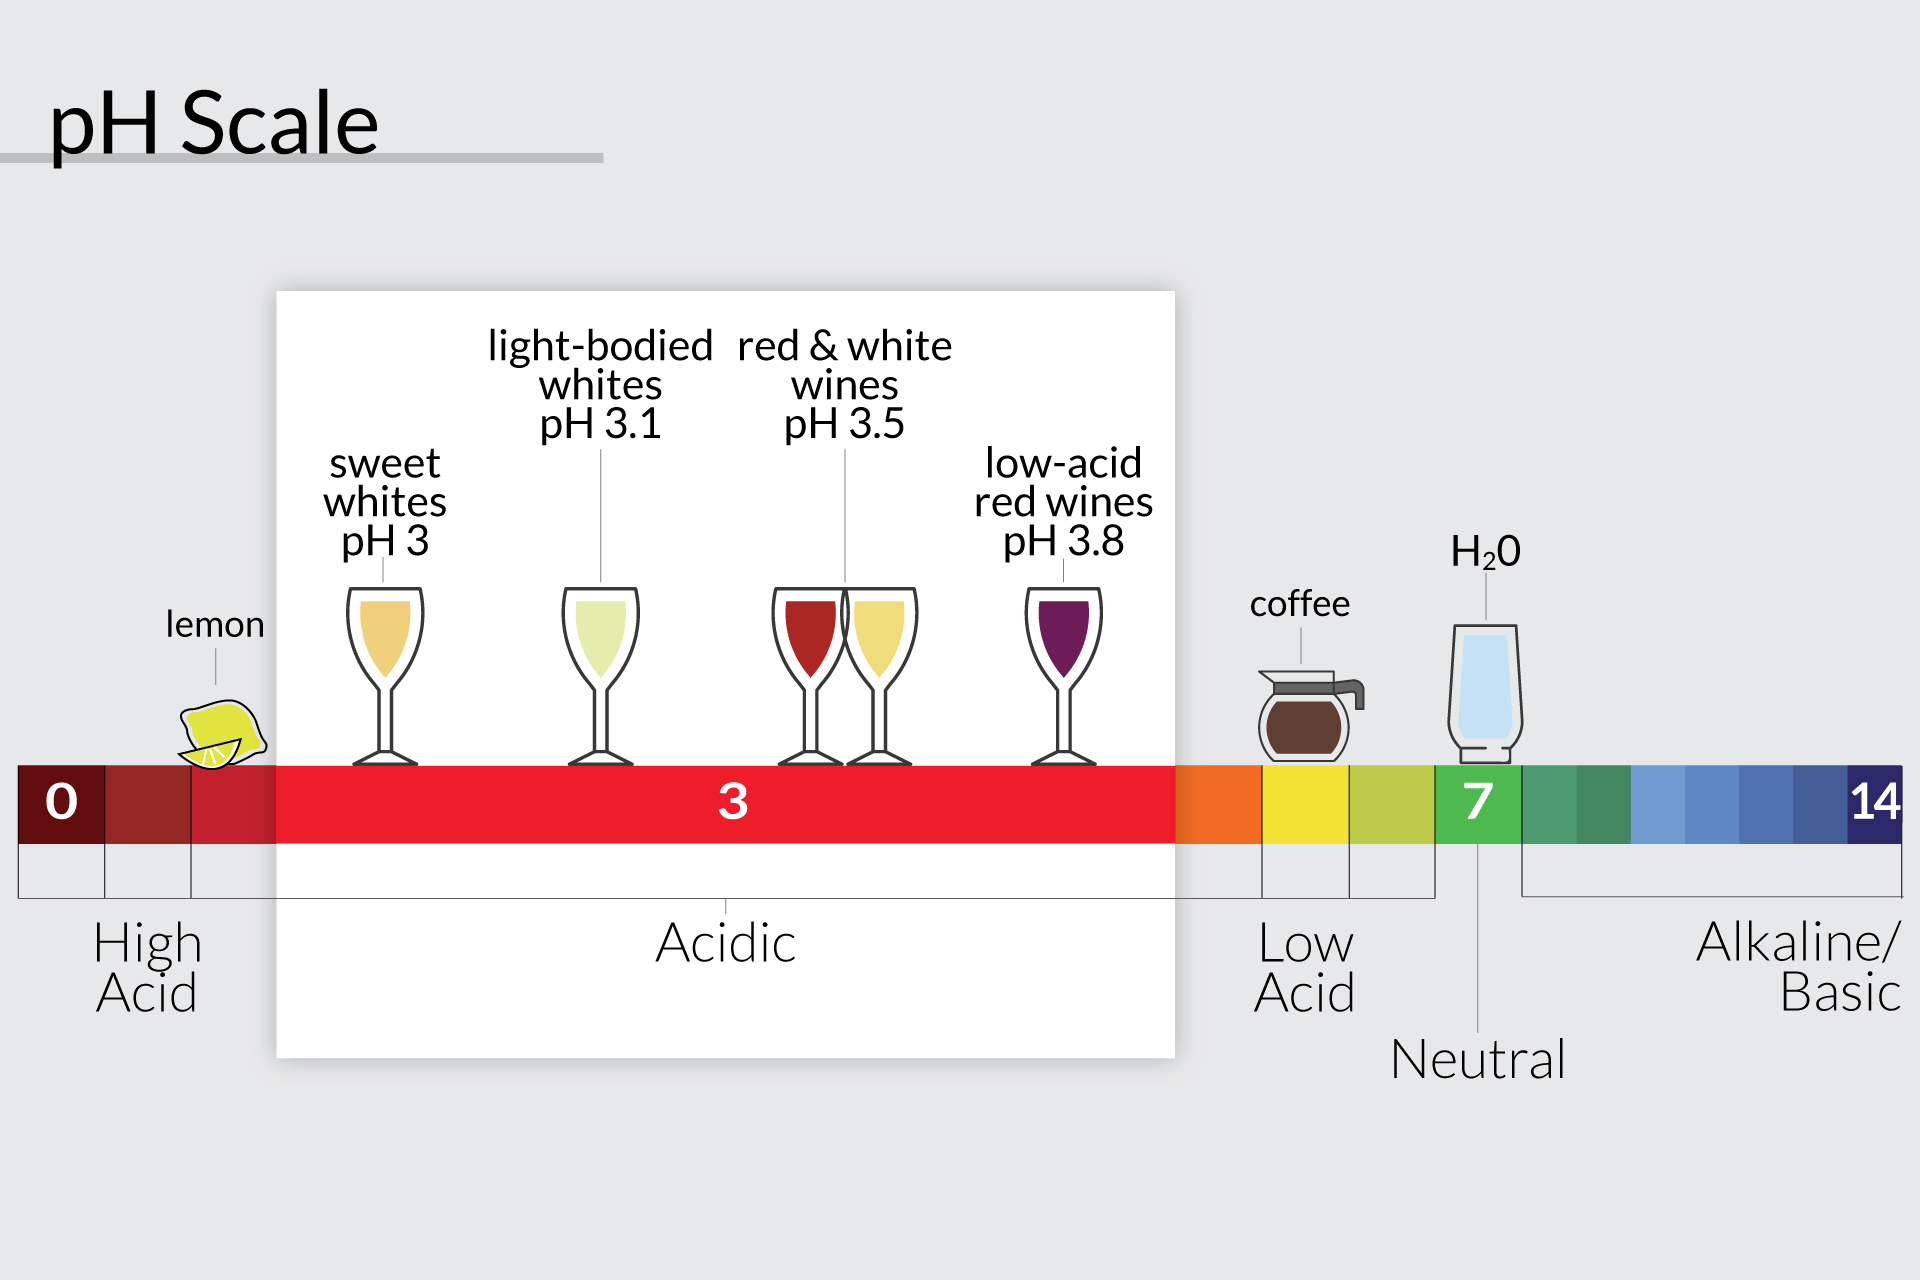 pH Scale
light-bodied
whites
pH 3.1
red & white
wines
pH 3.5
sweet
whites
pH 3
low-acid
red wines
pH 3.8
lemon
coffee
H₂0
0
3
7
14
High
Acid
Acidic
Low
Acid
Neutral
Alkaline/
Basic